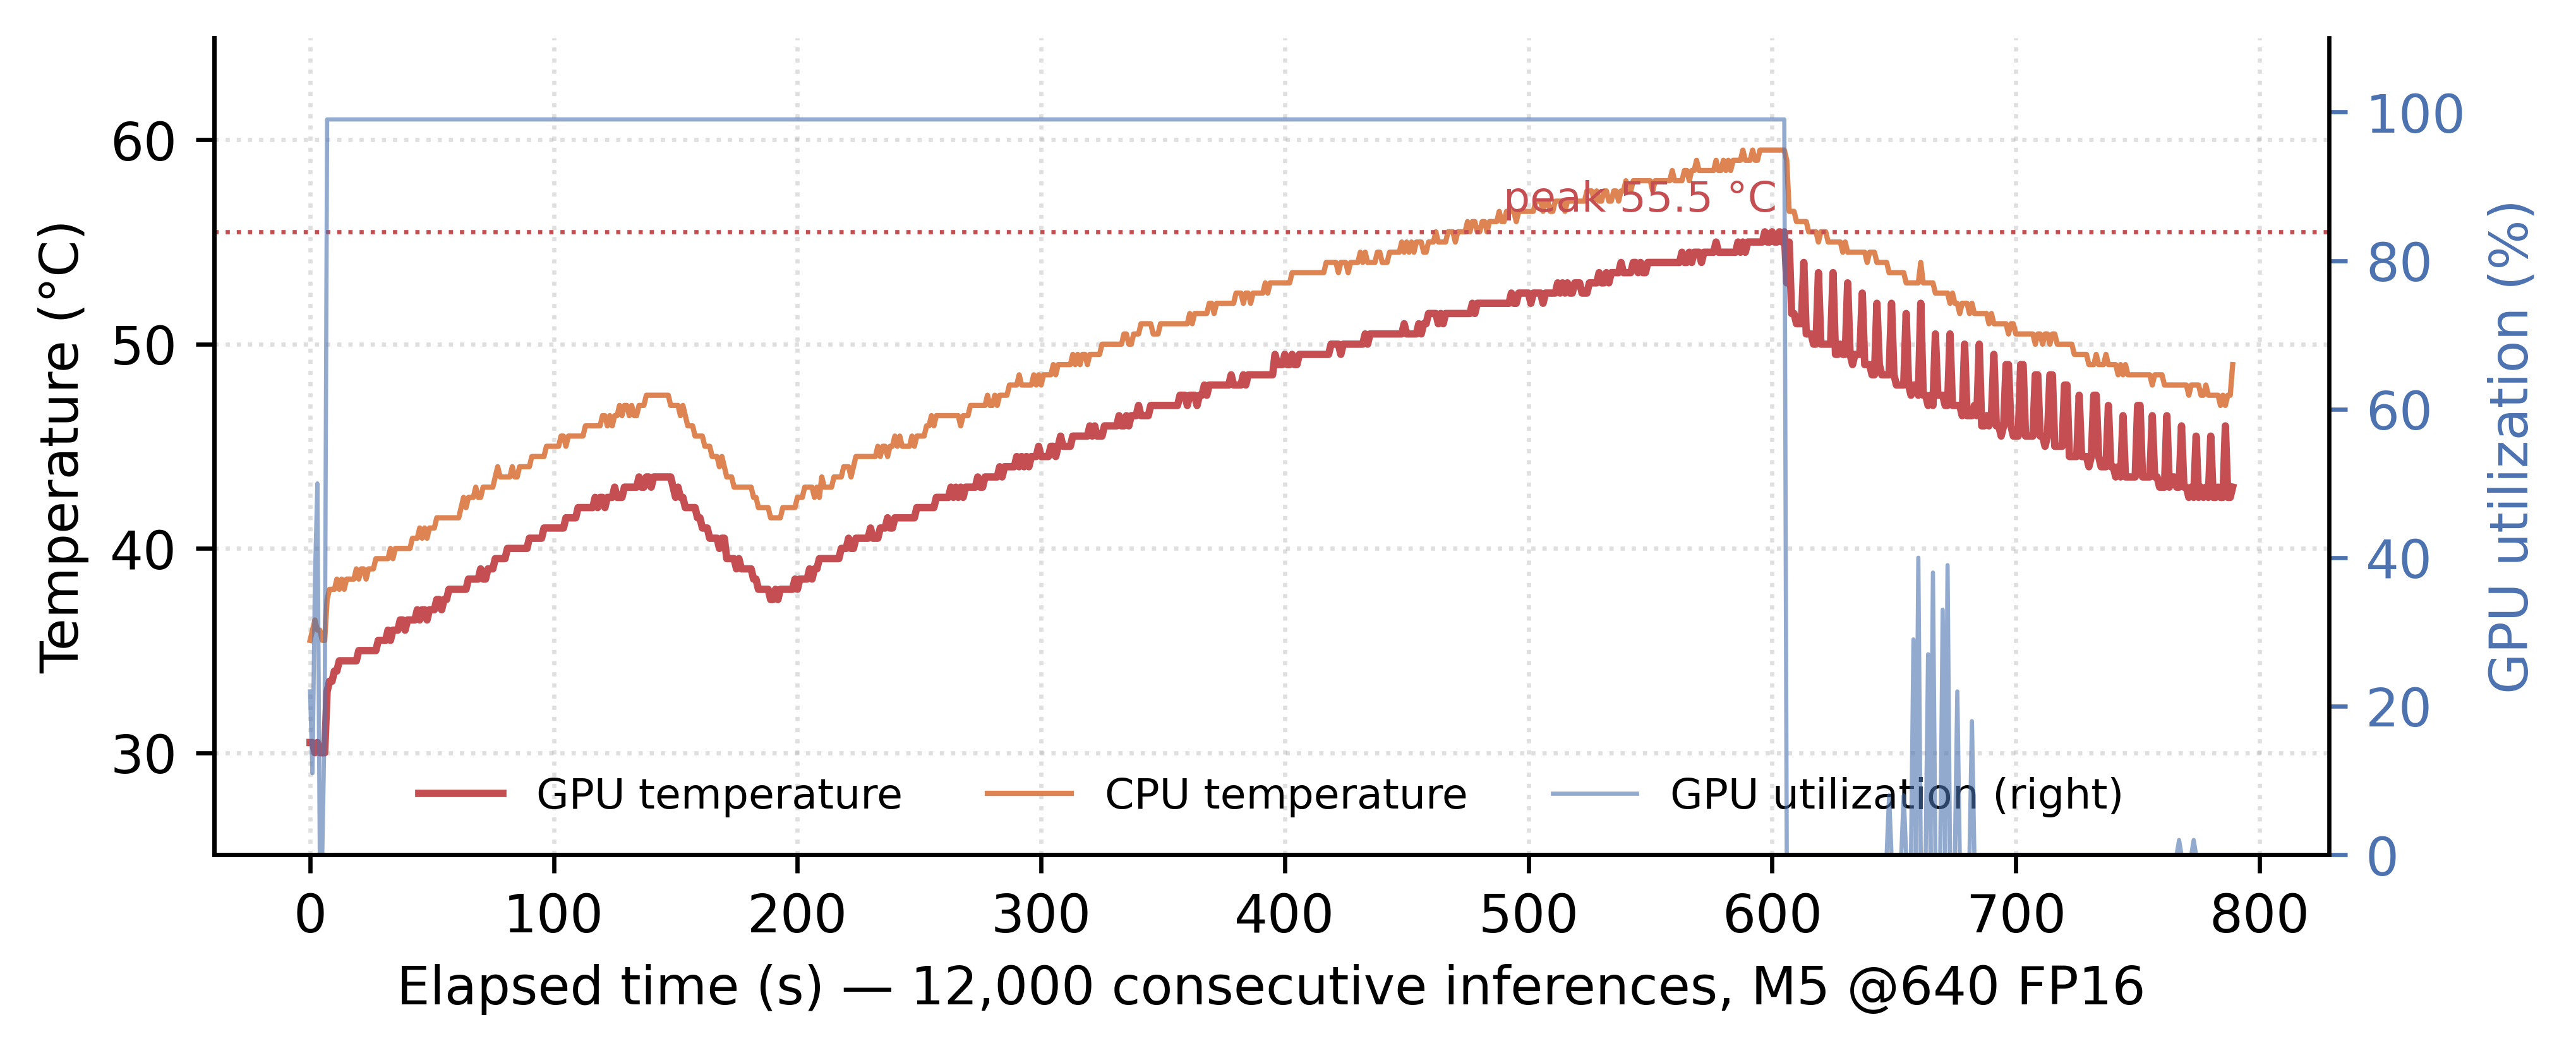 60
50
40
30
Temperature (°C)
peak 55.5 °C
100
80
60
40
20
0
GPU utilization (%)
GPU temperature
CPU temperature
GPU utilization (right)
0
100
200
300
400
500
600
700
800
Elapsed time (s) — 12,000 consecutive inferences, M5 @640 FP16